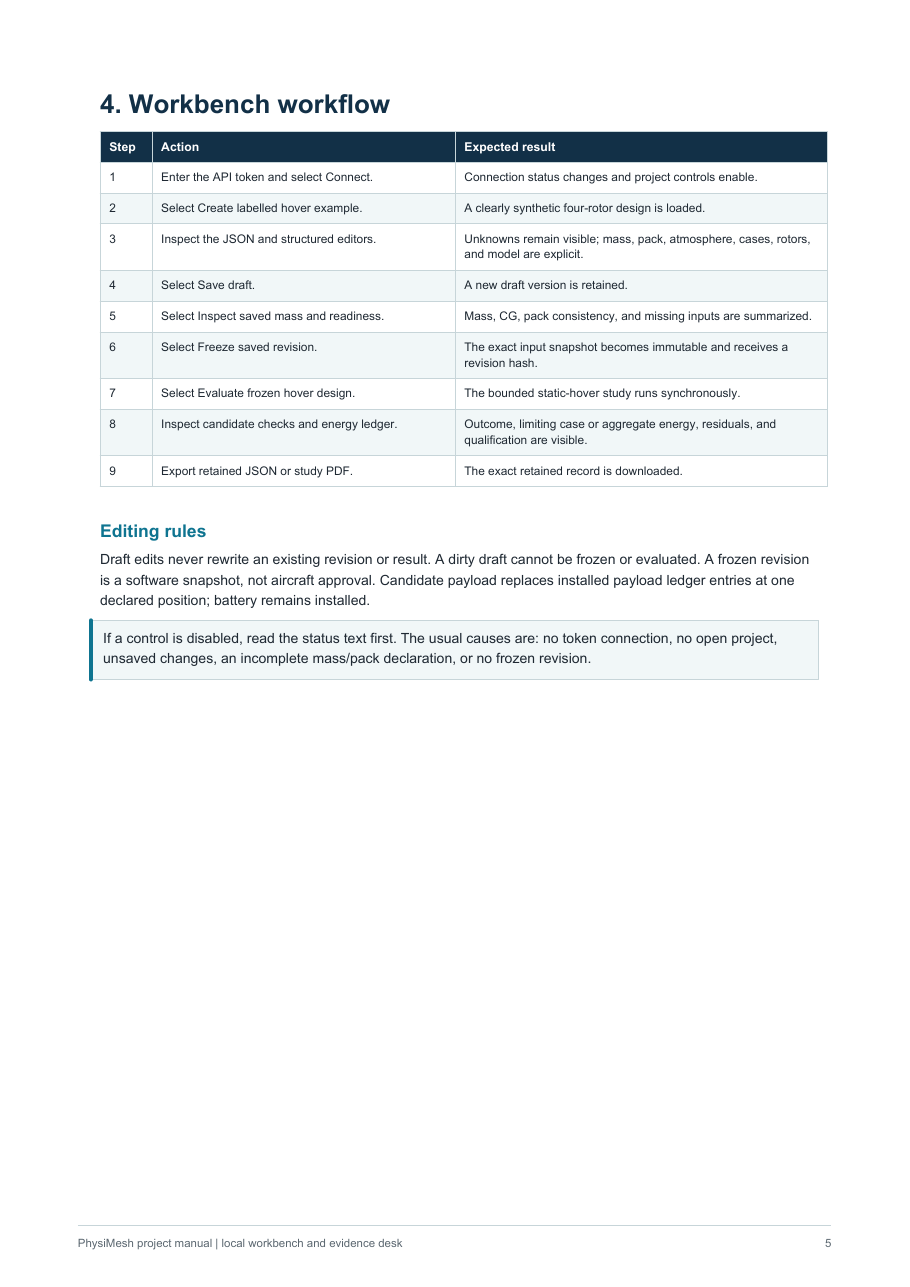 4. Workbench workflow
Step Action Expected result
1 Enter the API token and select Connect. Connection status changes and project controls enable.
2 Select Create labelled hover example. A clearly synthetic four-rotor design is loaded.
3 Inspect the JSON and structured editors. Unknowns remain visible; mass, pack, atmosphere, cases, rotors,
and model are explicit.
4 Select Save draft. A new draft version is retained.
5 Select Inspect saved mass and readiness. Mass, CG, pack consistency, and missing inputs are summarized.
6 Select Freeze saved revision. The exact input snapshot becomes immutable and receives a
revision hash.
7 Select Evaluate frozen hover design. The bounded static-hover study runs synchronously.
8 Inspect candidate checks and energy ledger. Outcome, limiting case or aggregate energy, residuals, and
qualification are visible.
9 Export retained JSON or study PDF. The exact retained record is downloaded.
Editing rules
Draft edits never rewrite an existing revision or result. A dirty draft cannot be frozen or evaluated. A frozen revision
is a software snapshot, not aircraft approval. Candidate payload replaces installed payload ledger entries at one
declared position; battery remains installed.
If a control is disabled, read the status text first. The usual causes are: no token connection, no open project,
unsaved changes, an incomplete mass/pack declaration, or no frozen revision.
PhysiMesh project manual | local workbench and evidence desk 5